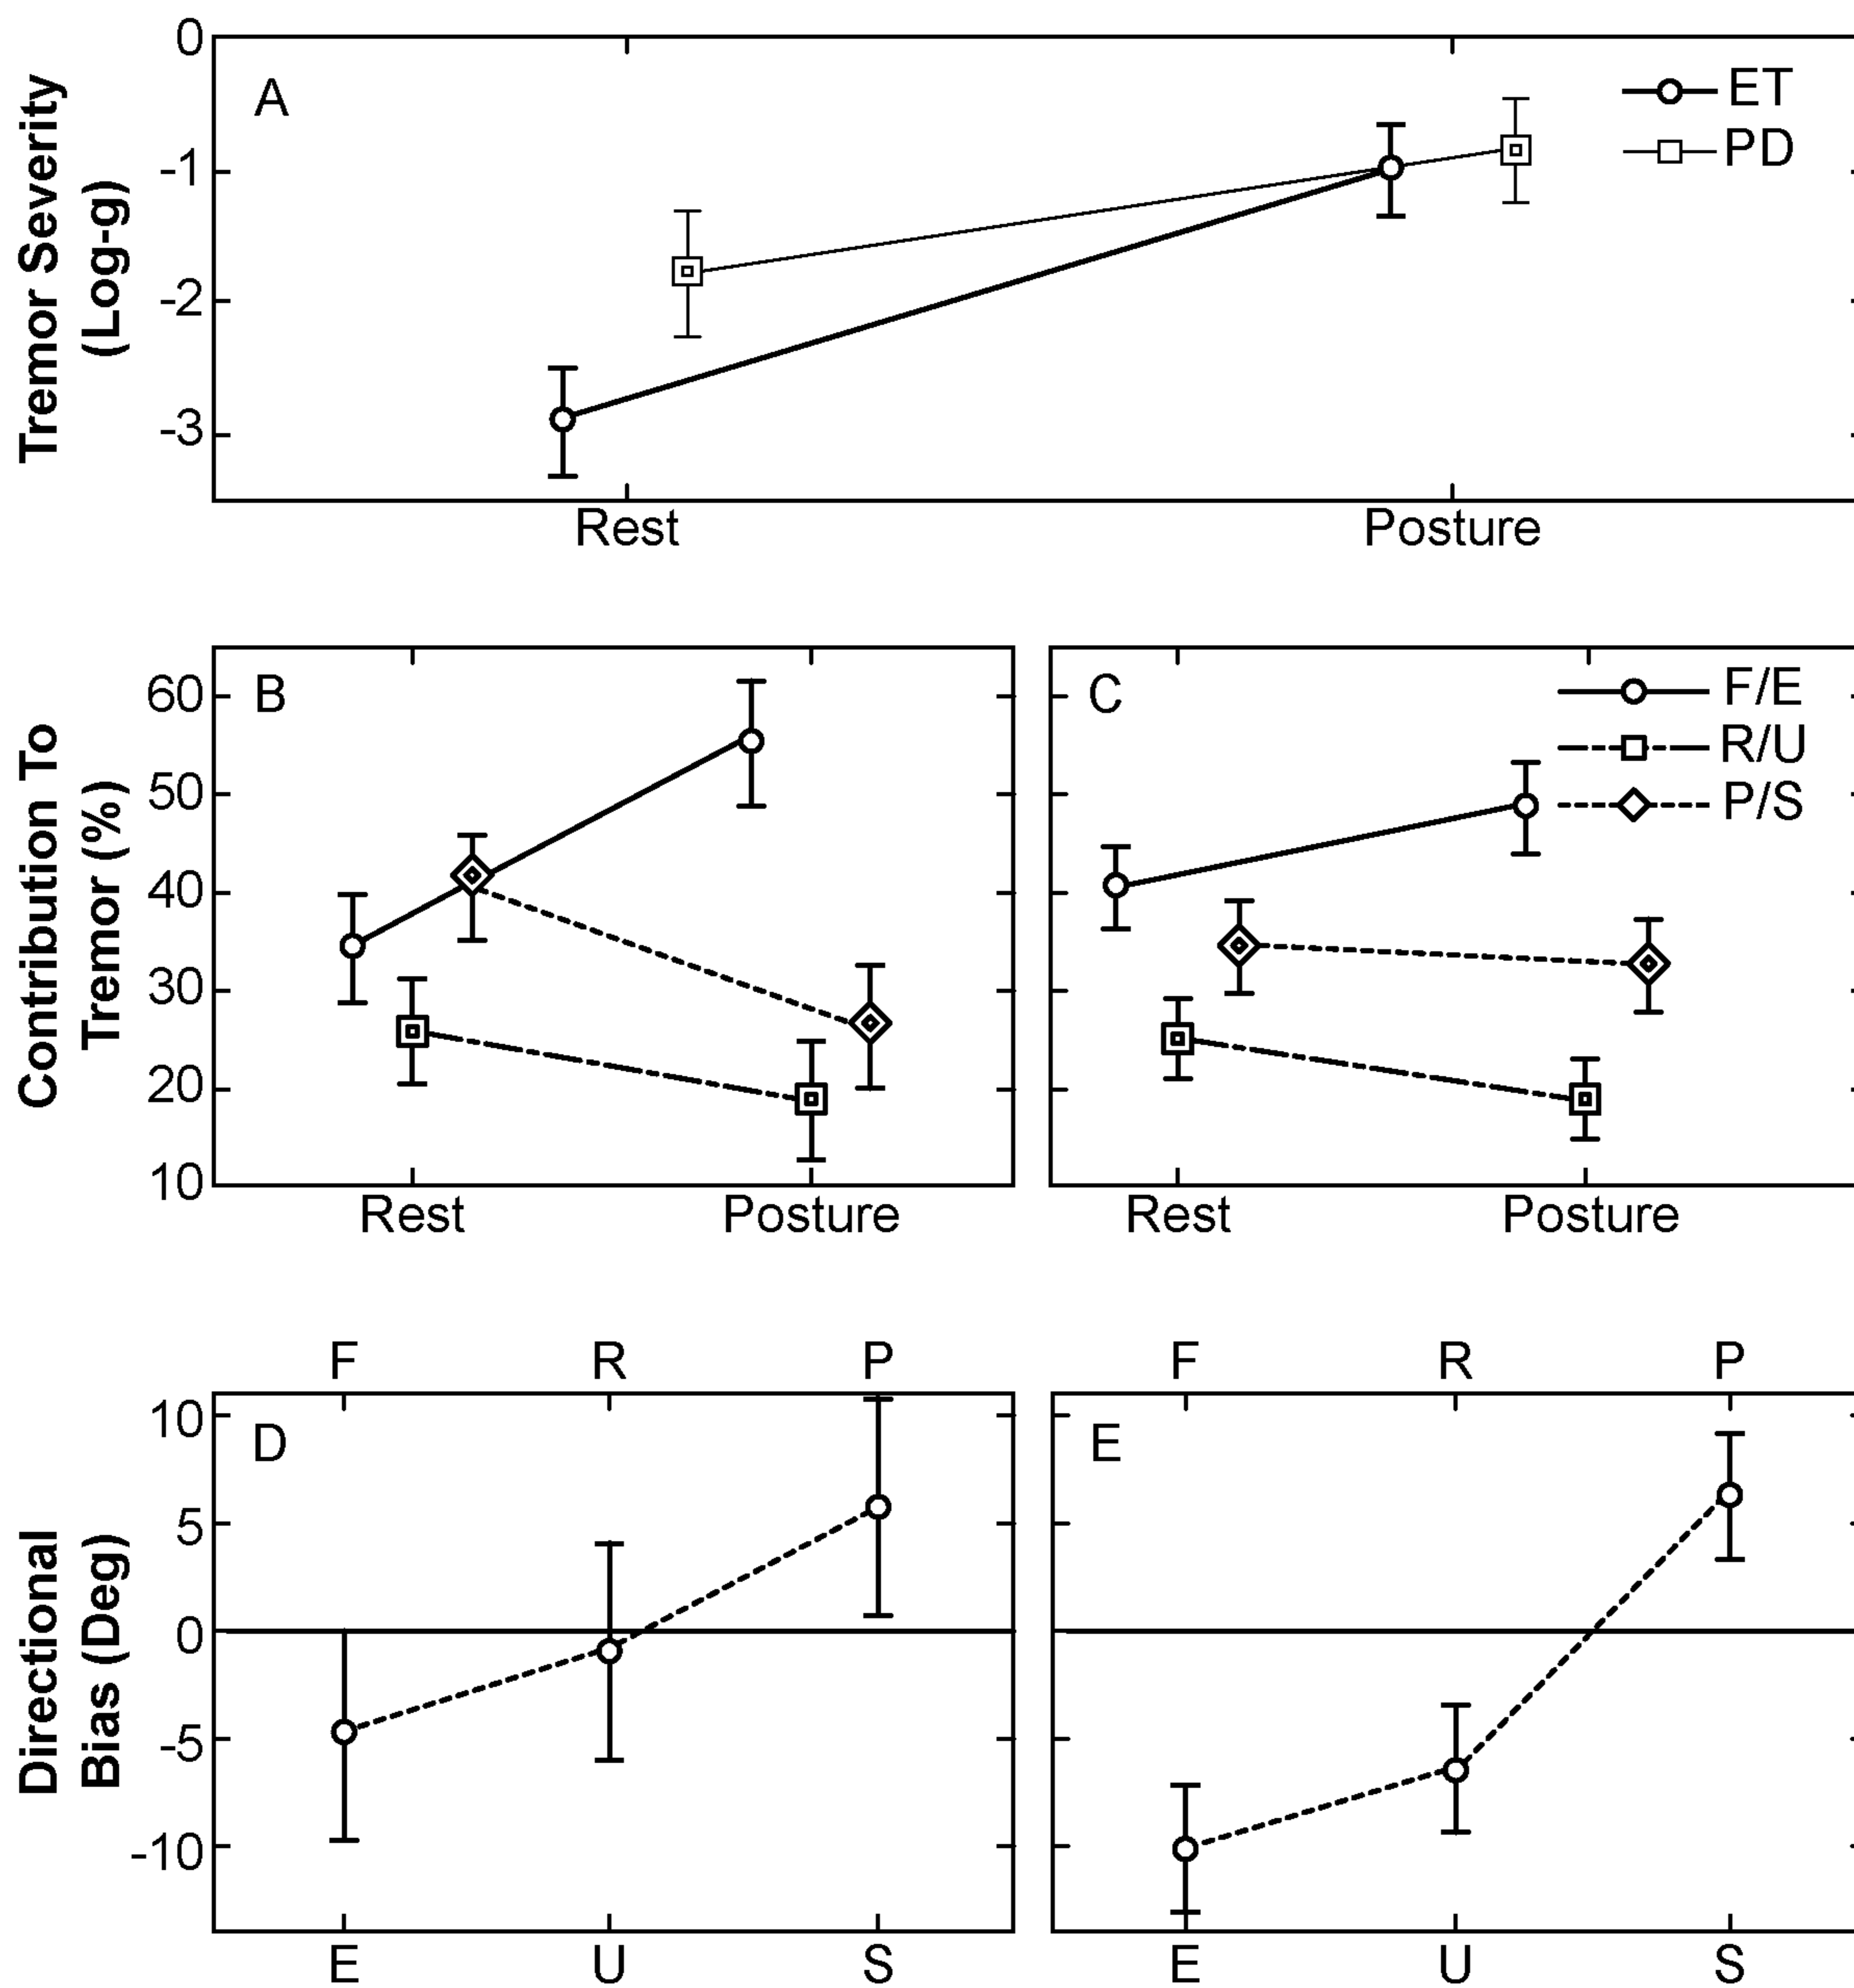 Tremor Severity
(Log-g)
0
-1
-2
-3
A
ET
PD
Rest
Posture
Contribution To
Tremor (%)
60
50
40
30
20
10
B
Rest
Posture
C
F/E
R/U
P/S
Rest
Posture
Directional
Bias (Deg)
F
R
P
10
5
0
-5
-10
D
E
U
S
F
R
P
E
E
U
S